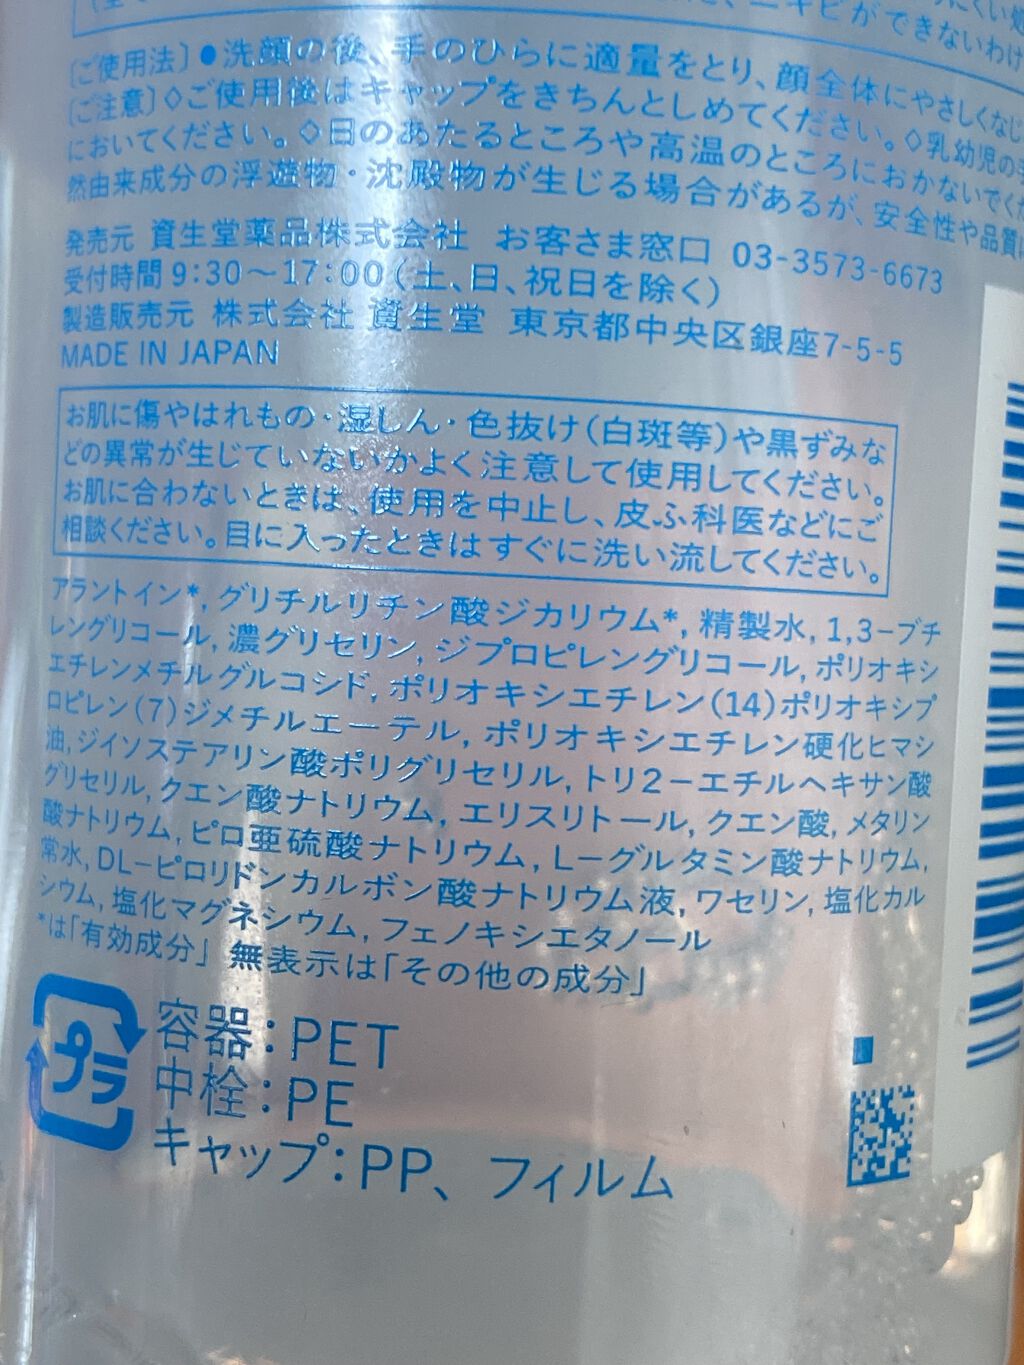 ニキビができないわけ
[ご使用法]●洗顔の後、手のひらに適量をとり、顔全体にやさしくなじ
[ご注意]◇ご使用後はキャップをきちんとしめてください。◇乳幼児の手
においてください。◇日のあたるところや高温のところにおかないでくだ
然由来成分の浮遊物・沈殿物が生じる場合があるが、安全性や品質に
発売元 資生堂薬品株式会社 お客さま窓口 03-3573-6673
受付時間 9:30～17:00(土、日、祝日を除く)
製造販売元 株式会社 資生堂 東京都中央区銀座7-5-5
MADE IN JAPAN
お肌に傷やはれもの・湿しん・色抜け(白斑等)や黒ずみな
どの異常が生じていないかよく注意して使用してください。
お肌に合わないときは、使用を中止し、皮ふ科医などにご
相談ください。目に入ったときはすぐに洗い流してください。
アラントイン*, グリチルリチン酸ジカリウム*, 精製水, 1,3-ブチ
レングリコール, 濃グリセリン, ジプロピレングリコール, ポリオキシ
エチレンメチルグルコシド, ポリオキシエチレン(14)ポリオキシプ
ロピレン(7)ジメチルエーテル, ポリオキシエチレン硬化ヒマシ
油, ジイソステアリン酸ポリグリセリル, トリ2-エチルヘキサン酸
グリセリル, クエン酸ナトリウム, エリスリトール, クエン酸, メタリン
酸ナトリウム, ピロ亜硫酸ナトリウム, L-グルタミン酸ナトリウム,
常水, DL-ピロリドンカルボン酸ナトリウム液, ワセリン, 塩化カル
シウム, 塩化マグネシウム, フェノキシエタノール
*は「有効成分」 無表示は「その他の成分」
プラ
容器：PET
中栓：PE
キャップ：PP、フィルム